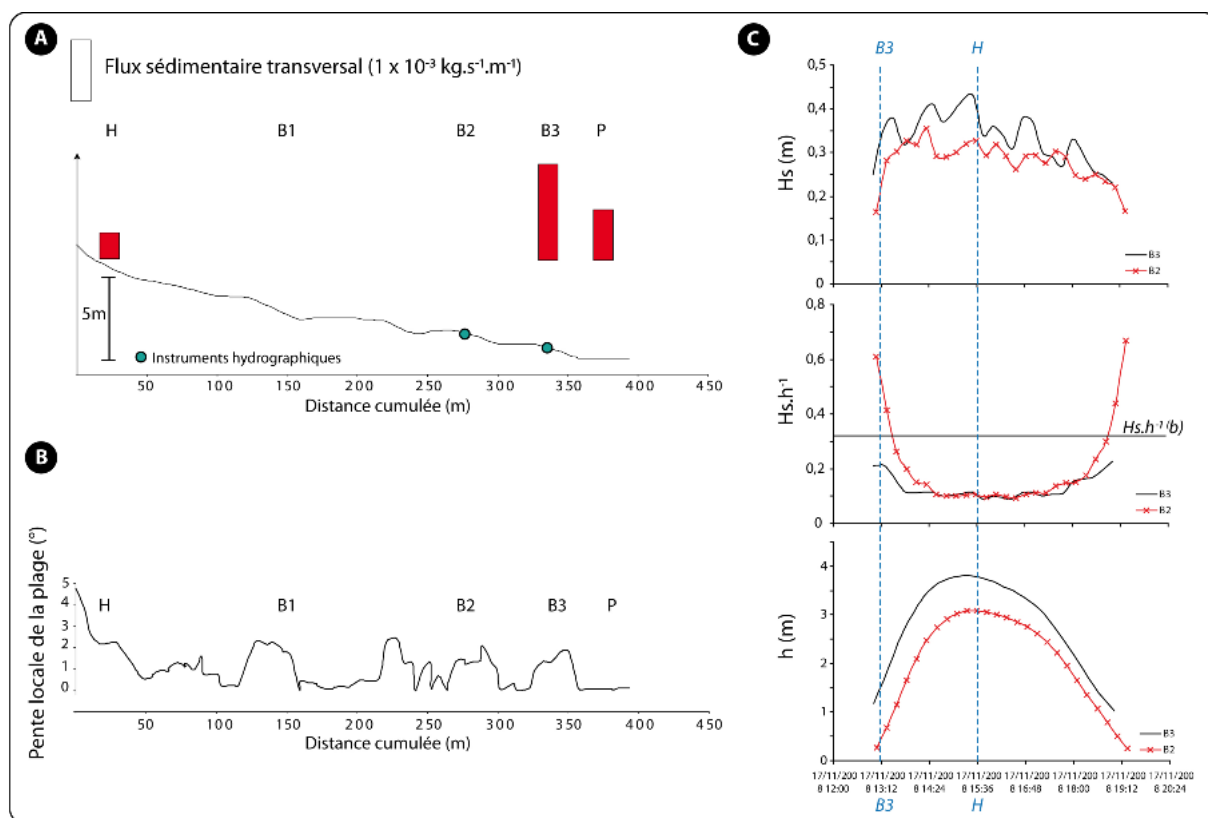 A
Flux sédimentaire transversal (1 x 10⁻³ kg.s⁻¹.m⁻¹)
H B1 B2 B3 P
5m
Instruments hydrographiques
50 100 150 200 250 300 350 400 450
Distance cumulée (m)
B
Pente locale de la plage (°)
5
4
3
2
1
0
H B1 B2 B3 P
50 100 150 200 250 300 350 400 450
Distance cumulée (m)
C
B3 H
Hs (m)
0,5
0,4
0,3
0,2
0,1
0
B3
B2
Hs.h⁻¹
0,8
0,6
0,4
0,2
0
Hs.h⁻¹ (b)
B3
B2
h (m)
4
3
2
1
0
B3
B2
17/11/200 17/11/200 17/11/200 17/11/200 17/11/200 17/11/200 17/11/200 17/11/200
8 12:00 8 13:12 8 14:24 8 15:36 8 16:48 8 18:00 8 19:12 8 20:24
B3 H